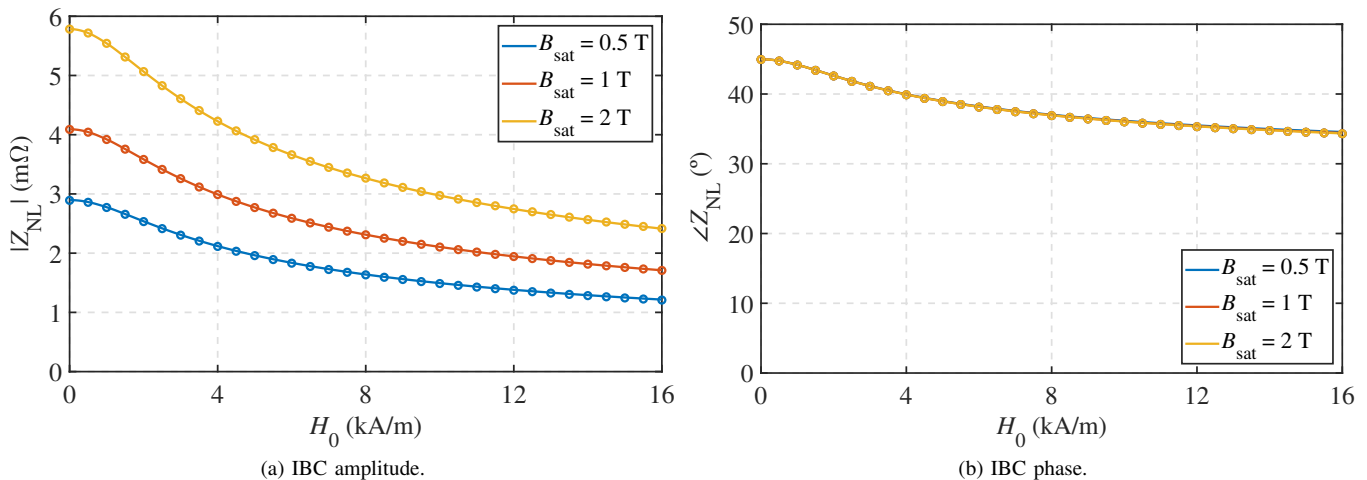 6
5
4
3
2
1
0
|Z_NL| (mΩ)
B_sat = 0.5 T
B_sat = 1 T
B_sat = 2 T
0 4 8 12 16
H_0 (kA/m)
(a) IBC amplitude.
50
40
30
20
10
0
∠Z_NL (º)
B_sat = 0.5 T
B_sat = 1 T
B_sat = 2 T
0 4 8 12 16
H_0 (kA/m)
(b) IBC phase.